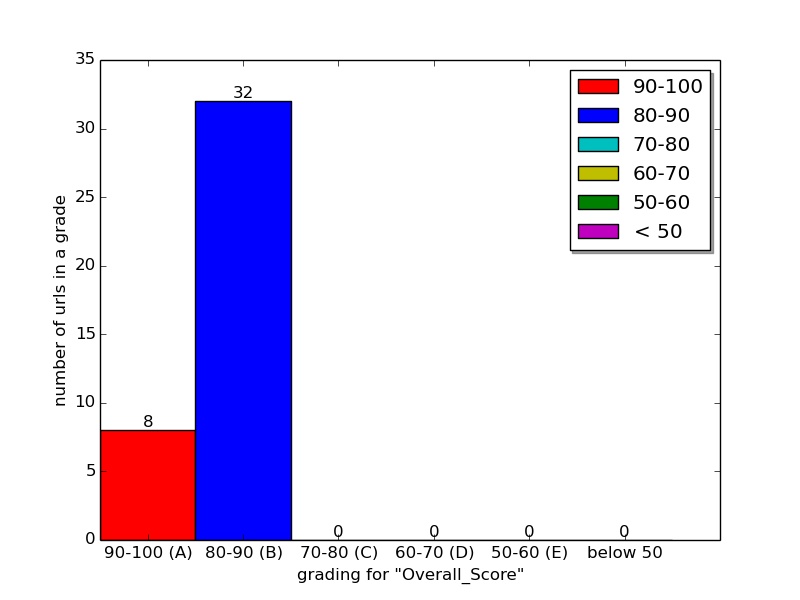 35
30
25
20
15
10
5
0
number of urls in a grade
8
32
0
0
0
0
90-100 (A)
80-90 (B)
70-80 (C)
60-70 (D)
50-60 (E)
below 50
grading for "Overall_Score"
90-100
80-90
70-80
60-70
50-60
< 50